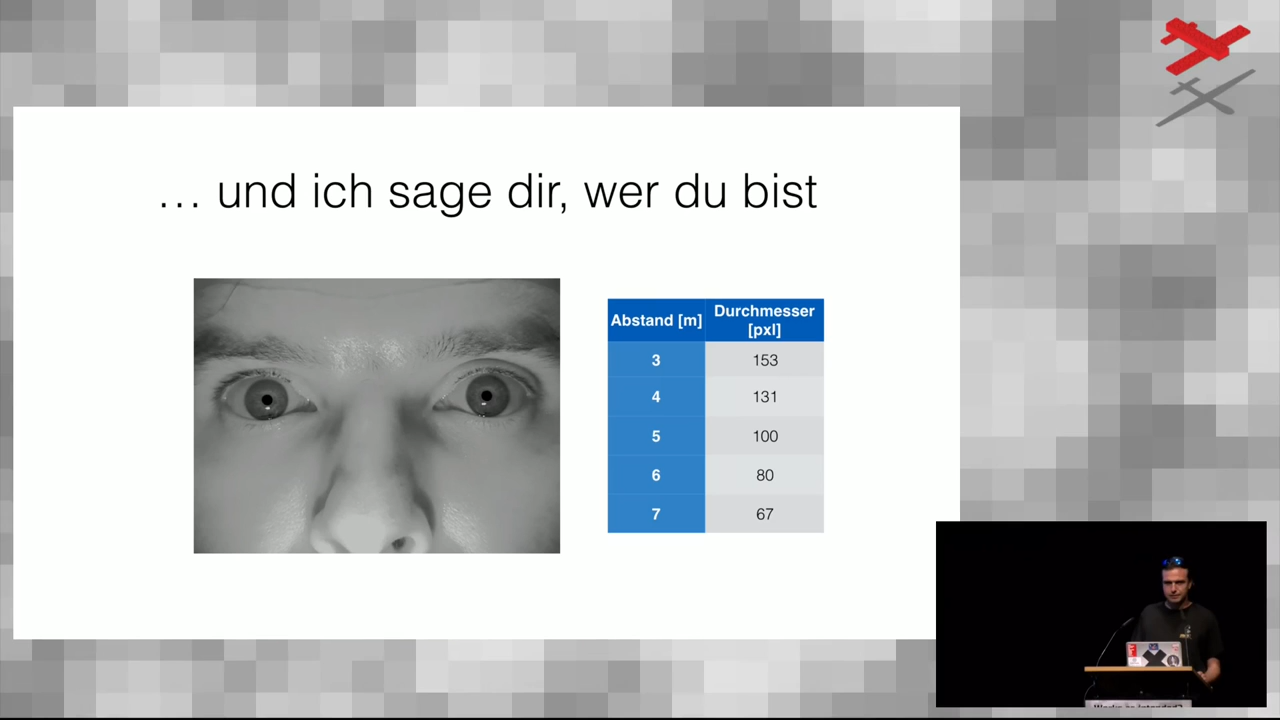 … und ich sage dir, wer du bist
Abstand [m] Durchmesser [pxl]
3 153
4 131
5 100
6 80
7 67